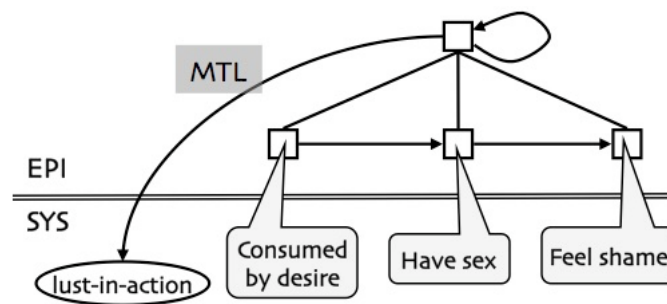 MTL
EPI
SYS
Consumed
by desire
Have sex
Feel shame
lust-in-action